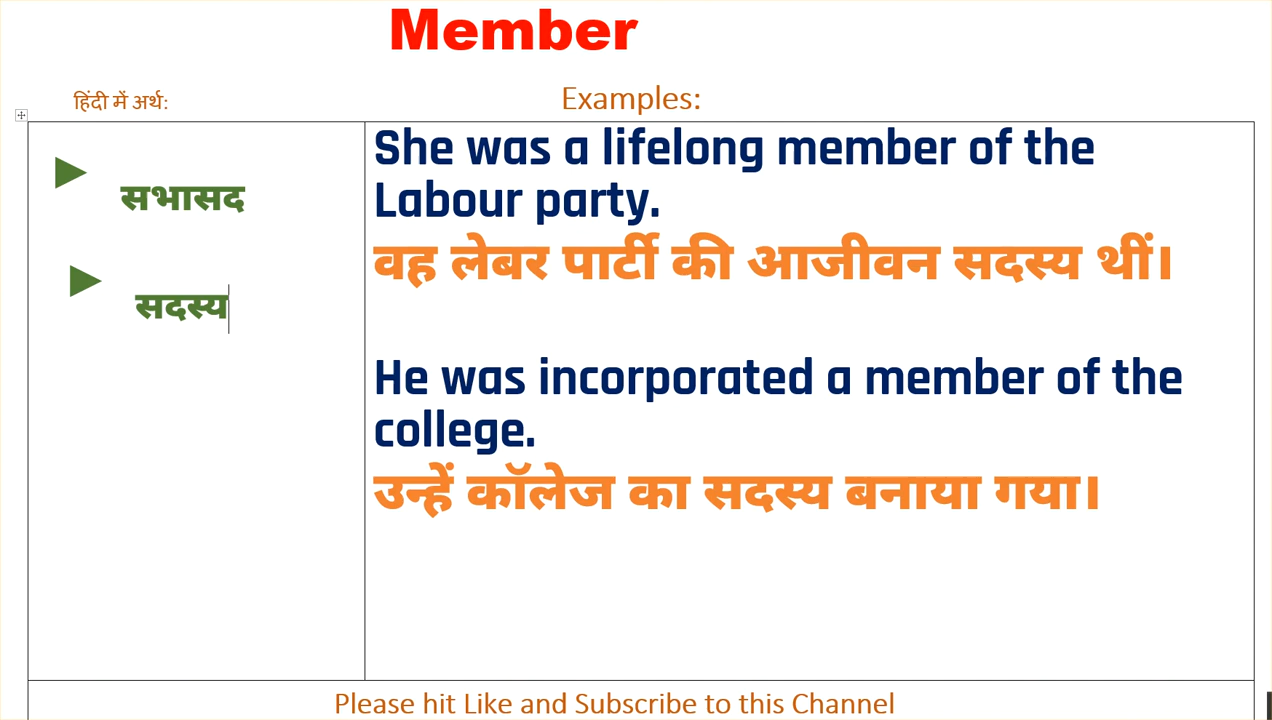 Member
हिंदी में अर्थ:
Examples:
सभासद
सदस्य
She was a lifelong member of the
Labour party.
वह लेबर पार्टी की आजीवन सदस्य थीं।
He was incorporated a member of the
college.
उन्हें कॉलेज का सदस्य बनाया गया।
Please hit Like and Subscribe to this Channel